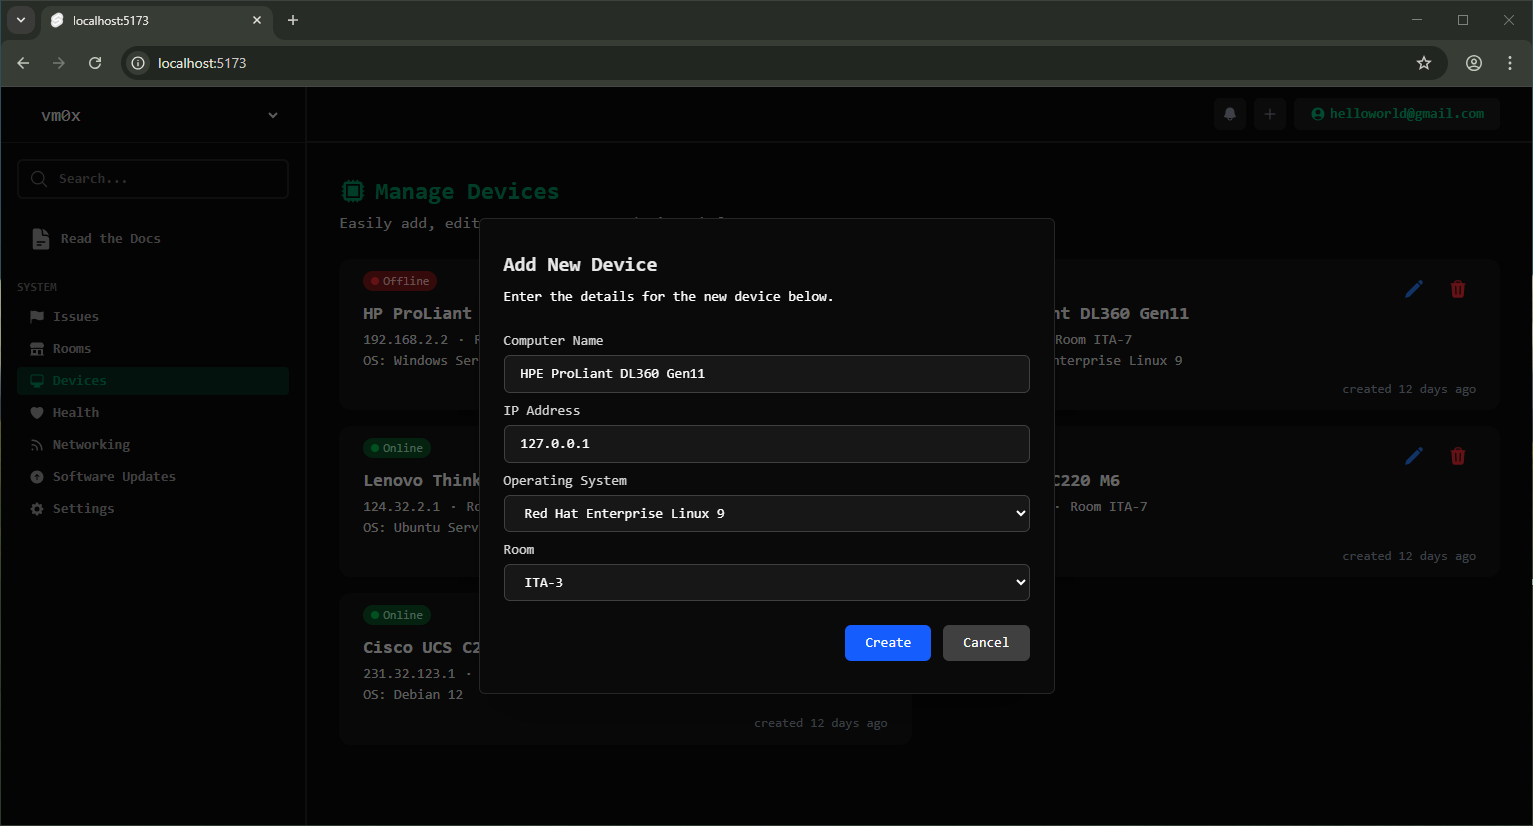 localhost:5173
localhost:5173
vm0x
helloworld@gmail.com
Search...
Read the Docs
SYSTEM
Issues
Rooms
Devices
Health
Networking
Software Updates
Settings
Manage Devices
Easily add, edit
Offline
HP ProLiant
192.168.2.2 ·
OS: Windows Ser
nt DL360 Gen11
Room ITA-7
nterprise Linux 9
created 12 days ago
Online
Lenovo Think
124.32.2.1 · Ro
OS: Ubuntu Serv
C220 M6
· Room ITA-7
created 12 days ago
Online
Cisco UCS C2
231.32.123.1 ·
OS: Debian 12
created 12 days ago
Add New Device
Enter the details for the new device below.
Computer Name
HPE ProLiant DL360 Gen11
IP Address
127.0.0.1
Operating System
Red Hat Enterprise Linux 9
Room
ITA-3
Create
Cancel